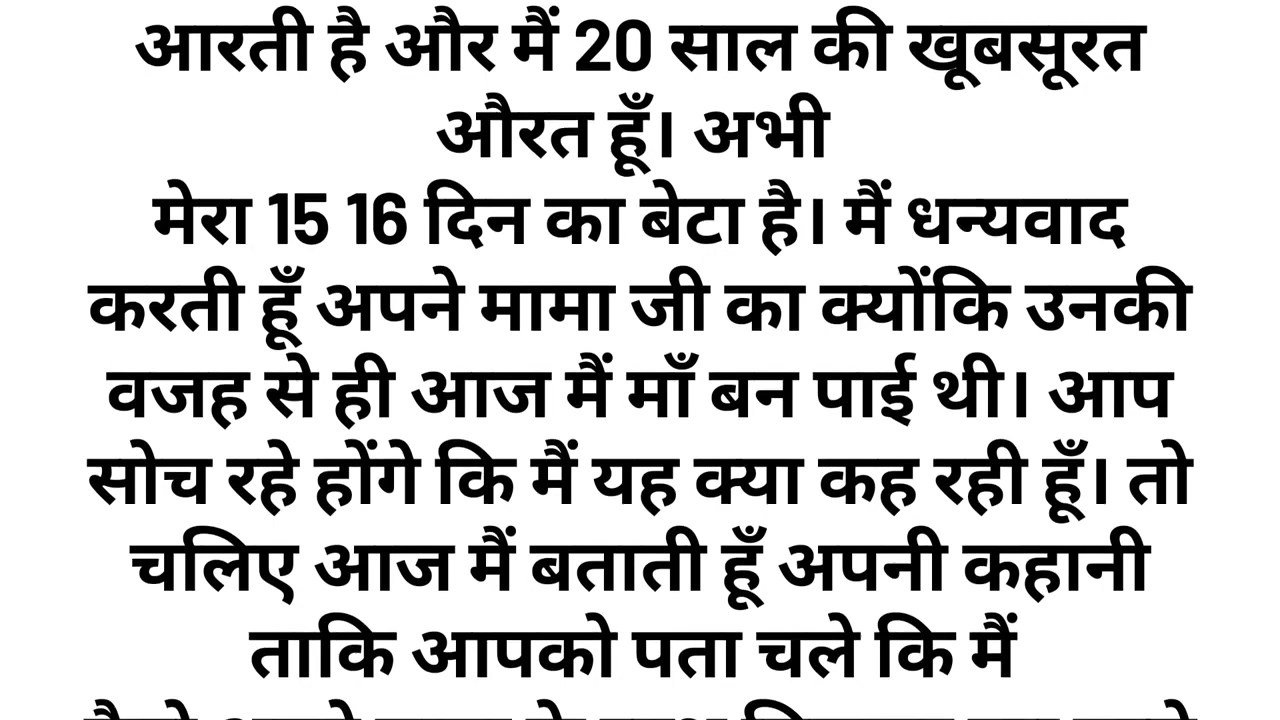 आरती है और मैं 20 साल की खूबसूरत
औरत हूँ। अभी
मेरा 15 16 दिन का बेटा है। मैं धन्यवाद
करती हूँ अपने मामा जी का क्योंकि उनकी
वजह से ही आज मैं माँ बन पाई थी। आप
सोच रहे होंगे कि मैं यह क्या कह रही हूँ। तो
चलिए आज मैं बताती हूँ अपनी कहानी
ताकि आपको पता चले कि मैं